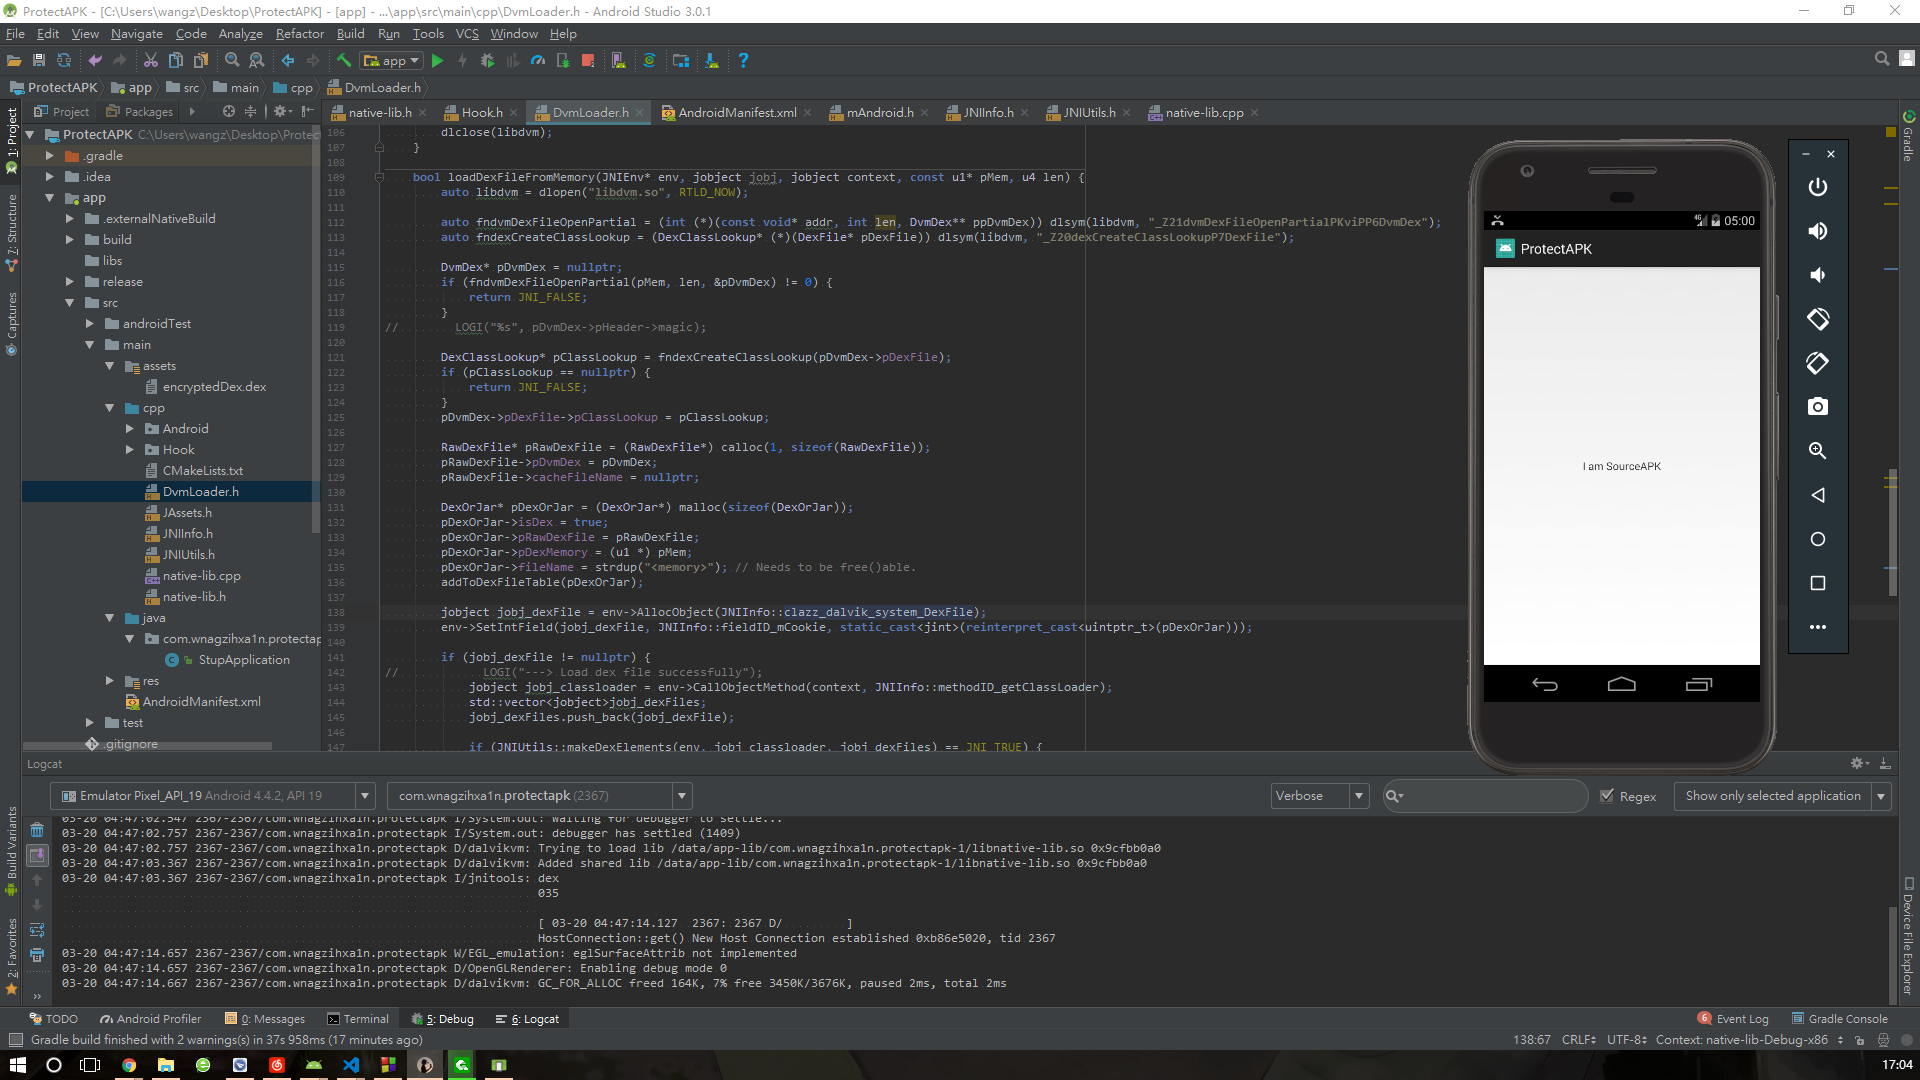 ProtectAPK - [C:\Users\wangz\Desktop\ProtectAPK] - [app] - ...\app\src\main\cpp\DvmLoader.h - Android Studio 3.0.1
File Edit View Navigate Code Analyze Refactor Build Run Tools VCS Window Help
app
ProtectAPK app src main cpp DvmLoader.h
Project Packages
native-lib.h Hook.h DvmLoader.h AndroidManifest.xml mAndroid.h JNIInfo.h JNIUtils.h native-lib.cpp
1: Project
7: Structure
Captures
Build Variants
2: Favorites
ProtectAPK C:\Users\wangz\Desktop\Protec
.gradle
.idea
app
.externalNativeBuild
build
libs
release
src
androidTest
main
assets
encryptedDex.dex
cpp
Android
Hook
CMakeLists.txt
DvmLoader.h
JAssets.h
JNIInfo.h
JNIUtils.h
native-lib.cpp
native-lib.h
java
com.wnagzihxa1n.protectap
StupApplication
res
AndroidManifest.xml
test
.gitignore
106 dlclose(libdvm);
107 }
108
109 bool loadDexFileFromMemory(JNIEnv* env, jobject jobj, jobject context, const u1* pMem, u4 len) {
110 auto libdvm = dlopen("libdvm.so", RTLD_NOW);
111
112 auto fndvmDexFileOpenPartial = (int (*)(const void* addr, int len, DvmDex** ppDvmDex)) dlsym(libdvm, "_Z21dvmDexFileOpenPartialPKviPP6DvmDex");
113 auto fndexCreateClassLookup = (DexClassLookup* (*)(DexFile* pDexFile)) dlsym(libdvm, "_Z20dexCreateClassLookupP7DexFile");
114
115 DvmDex* pDvmDex = nullptr;
116 if (fndvmDexFileOpenPartial(pMem, len, &pDvmDex) != 0) {
117 return JNI_FALSE;
118 }
119 // LOGI("%s", pDvmDex->pHeader->magic);
120
121 DexClassLookup* pClassLookup = fndexCreateClassLookup(pDvmDex->pDexFile);
122 if (pClassLookup == nullptr) {
123 return JNI_FALSE;
124 }
125 pDvmDex->pDexFile->pClassLookup = pClassLookup;
126
127 RawDexFile* pRawDexFile = (RawDexFile*) calloc(1, sizeof(RawDexFile));
128 pRawDexFile->pDvmDex = pDvmDex;
129 pRawDexFile->cacheFileName = nullptr;
130
131 DexOrJar* pDexOrJar = (DexOrJar*) malloc(sizeof(DexOrJar));
132 pDexOrJar->isDex = true;
133 pDexOrJar->pRawDexFile = pRawDexFile;
134 pDexOrJar->pDexMemory = (u1 *) pMem;
135 pDexOrJar->fileName = strdup("<memory>"); // Needs to be free()able.
136 addToDexFileTable(pDexOrJar);
137
138 jobject jobj_dexFile = env->AllocObject(JNIInfo::clazz_dalvik_system_DexFile);
139 env->SetIntField(jobj_dexFile, JNIInfo::fieldID_mCookie, static_cast<jint>(reinterpret_cast<uintptr_t>(pDexOrJar)));
140
141 if (jobj_dexFile != nullptr) {
142 // LOGI("---> Load dex file successfully");
143 jobject jobj_classloader = env->CallObjectMethod(context, JNIInfo::methodID_getClassLoader);
144 std::vector<jobject>jobj_dexFiles;
145 jobj_dexFiles.push_back(jobj_dexFile);
146
147 if (JNIUtils::makeDexElements(env, jobj_classloader, jobj_dexFiles) == JNI_TRUE) {
4G 05:00
ProtectAPK
I am SourceAPK
Gradle
Device File Explorer
Logcat
Emulator Pixel_API_19 Android 4.4.2, API 19
com.wnagzihxa1n.protectapk (2367)
Verbose
Regex
Show only selected application
03-20 04:47:02.547 2367-2367/com.wnagzihxa1n.protectapk I/System.out: waiting for debugger to settle...
03-20 04:47:02.757 2367-2367/com.wnagzihxa1n.protectapk I/System.out: debugger has settled (1409)
03-20 04:47:02.757 2367-2367/com.wnagzihxa1n.protectapk D/dalvikvm: Trying to load lib /data/app-lib/com.wnagzihxa1n.protectapk-1/libnative-lib.so 0x9cfbb0a0
03-20 04:47:03.367 2367-2367/com.wnagzihxa1n.protectapk D/dalvikvm: Added shared lib /data/app-lib/com.wnagzihxa1n.protectapk-1/libnative-lib.so 0x9cfbb0a0
03-20 04:47:03.367 2367-2367/com.wnagzihxa1n.protectapk I/jnitools: dex
035
[ 03-20 04:47:14.127 2367: 2367 D/ ]
HostConnection::get() New Host Connection established 0xb86e5020, tid 2367
03-20 04:47:14.657 2367-2367/com.wnagzihxa1n.protectapk W/EGL_emulation: eglSurfaceAttrib not implemented
03-20 04:47:14.657 2367-2367/com.wnagzihxa1n.protectapk D/OpenGLRenderer: Enabling debug mode 0
03-20 04:47:14.667 2367-2367/com.wnagzihxa1n.protectapk D/dalvikvm: GC_FOR_ALLOC freed 164K, 7% free 3450K/3676K, paused 2ms, total 2ms
TODO Android Profiler 0: Messages Terminal 5: Debug 6: Logcat 6 Event Log Gradle Console
Gradle build finished with 2 warnings(s) in 37s 958ms (17 minutes ago) 138:67 CRLF UTF-8 Context: native-lib-Debug-x86
17:04